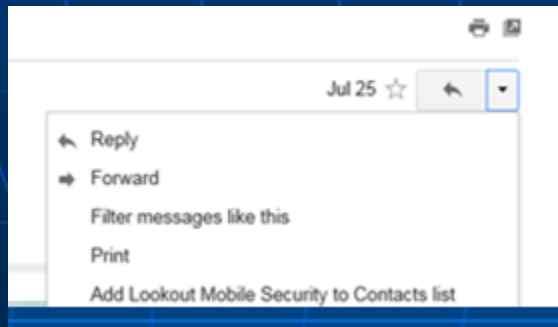 Jul 25
Reply
Forward
Filter messages like this
Print
Add Lookout Mobile Security to Contacts list